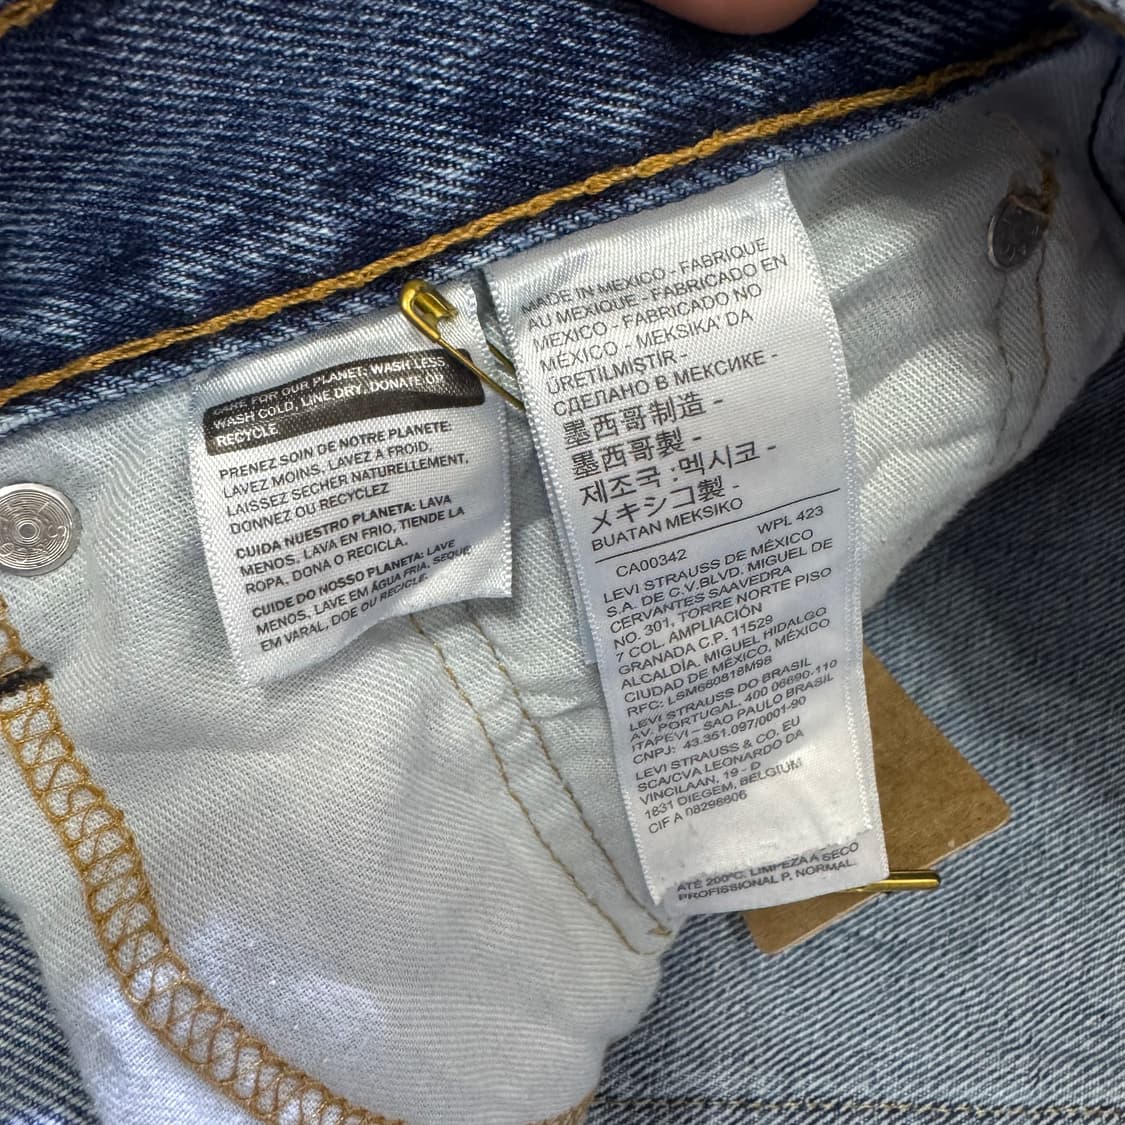 CARE FOR OUR PLANET: WASH LESS,
WASH COLD, LINE DRY, DONATE OR
RECYCLE
PRENEZ SOIN DE NOTRE PLANETE:
LAVEZ MOINS, LAVEZ A FROID,
LAISSEZ SECHER NATURELLEMENT,
DONNEZ OU RECYCLEZ
CUIDA NUESTRO PLANETA: LAVA
MENOS, LAVA EN FRIO, TIENDE LA
ROPA, DONA O RECICLA.
CUIDE DO NOSSO PLANETA: LAVE
MENOS, LAVE EM ÁGUA FRIA, SEQUE
EM VARAL, DOE OU RECICLE.
MADE IN MEXICO - FABRIQUE
AU MEXIQUE - FABRICADO EN
MEXICO - FABRICADO NO
MÉXICO - MEKSIKA' DA
ÜRETİLMİŞTİR -
СДЕЛАНО В МЕКСИКЕ -
墨西哥制造 -
墨西哥製 -
제조국 : 멕시코 -
メキシコ製 -
BUATAN MEKSIKO
CA00342 WPL 423
LEVI STRAUSS DE MÉXICO
S.A. DE C.V.BLVD. MIGUEL DE
CERVANTES SAAVEDRA
NO. 301, TORRE NORTE PISO
7 COL. AMPLIACIÓN
GRANADA C.P. 11529
ALCALDÍA, MIGUEL HIDALGO
CIUDAD DE MÉXICO, MÉXICO
RFC: LSM680818M98
LEVI STRAUSS DO BRASIL
AV. PORTUGAL, 400 06690-110
ITAPEVI – SAO PAULO BRASIL
CNPJ: 43.351.097/0001-90
LEVI STRAUSS & CO. EU
SCA/CVA LEONARDO DA
VINCILAAN, 19 - D
1831 DIEGEM, BELGIUM
CIF A 08298606
ATÉ 200ºC. LIMPEZA A SECO
PROFISSIONAL P, NORMAL.